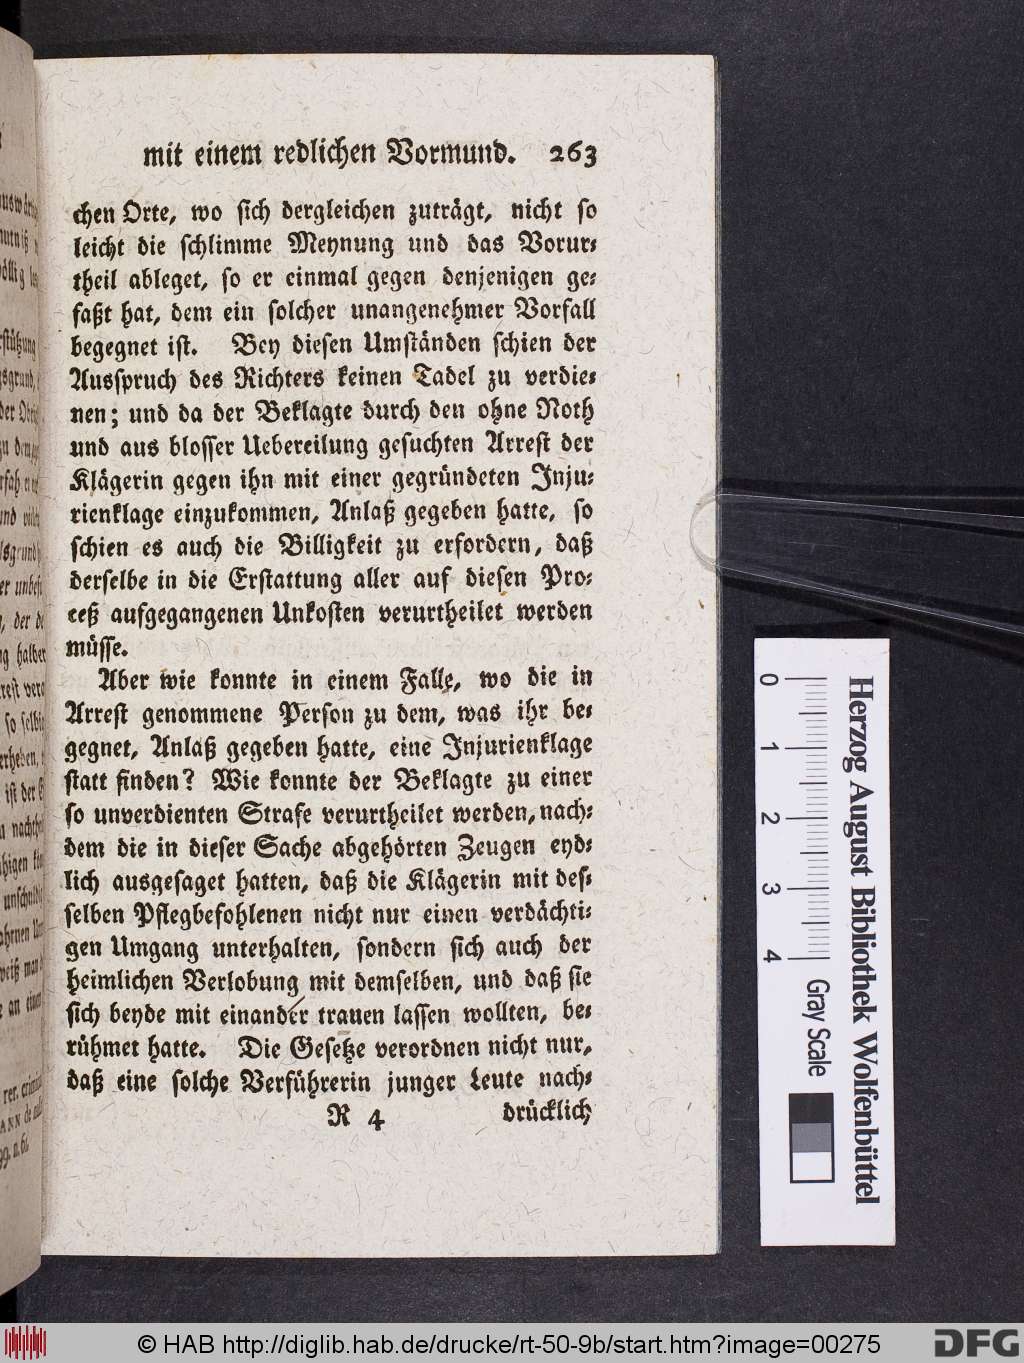 mit einem redlichen Vormund. 263
chen Orte, wo ſich dergleichen zuträgt, nicht ſo
leicht die ſchlimme Meynung und das Vorur⸗
theil ableget, ſo er einmal gegen denjenigen ge⸗
faßt hat, dem ein ſolcher unangenehmer Vorfall
begegnet iſt. Bey dieſen Umſtänden ſchien der
Ausſpruch des Richters keinen Tadel zu verdie⸗
nen; und da der Beklagte durch den ohne Noth
und aus bloſſer Uebereilung geſuchten Arreſt der
Klägerin gegen ihn mit einer gegründeten Inju⸗
rienklage einzukommen, Anlaß gegeben hatte, ſo
ſchien es auch die Billigkeit zu erfordern, daß
derſelbe in die Erſtattung aller auf dieſen Pro⸗
ceß aufgegangenen Unkoſten verurtheilet werden
müſſe.
Aber wie konnte in einem Falle, wo die in
Arreſt genommene Perſon zu dem, was ihr be⸗
gegnet, Anlaß gegeben hatte, eine Injurienklage
ſtatt finden? Wie konnte der Beklagte zu einer
ſo unverdienten Strafe verurtheilet werden, nach⸗
dem die in dieſer Sache abgehörten Zeugen eyd⸗
lich ausgeſaget hatten, daß die Klägerin mit deſ⸗
ſelben Pflegbefohlenen nicht nur einen verdächti⸗
gen Umgang unterhalten, ſondern ſich auch der
heimlichen Verlobung mit demſelben, und daß ſie
ſich beyde mit einander trauen laſſen wollten, be⸗
rühmet hatte. Die Geſetze verordnen nicht nur,
daß eine ſolche Verführerin junger Leute nach⸗
R 4 drücklich
0 1 2 3 4
Gray Scale
Herzog August Bibliothek Wolfenbüttel
© HAB http://diglib.hab.de/drucke/rt-50-9b/start.htm?image=00275
DFG